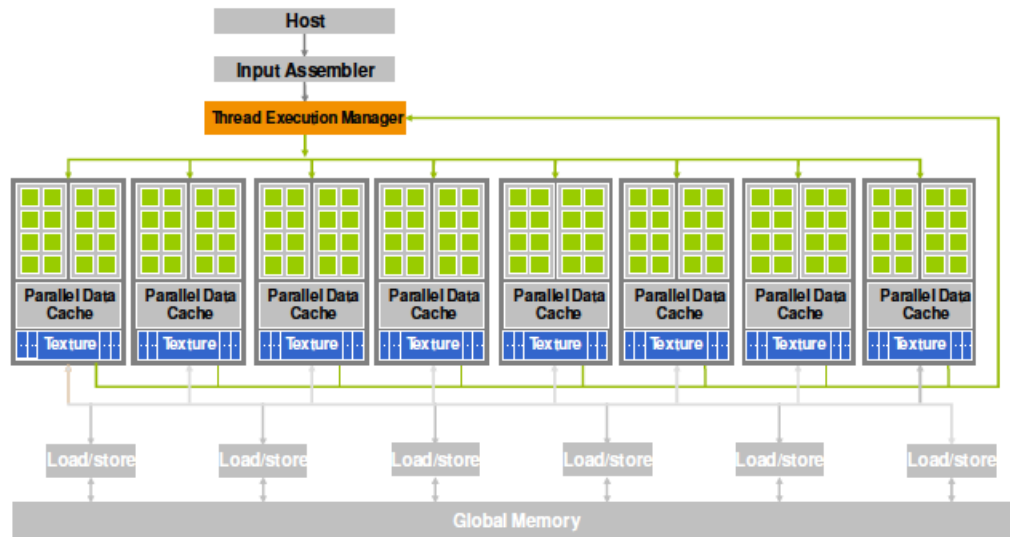 Host
Input Assembler
Thread Execution Manager
Parallel Data
Cache
Texture
Parallel Data
Cache
Texture
Parallel Data
Cache
Texture
Parallel Data
Cache
Texture
Parallel Data
Cache
Texture
Parallel Data
Cache
Texture
Parallel Data
Cache
Texture
Parallel Data
Cache
Texture
Load/store
Load/store
Load/store
Load/store
Load/store
Load/store
Global Memory